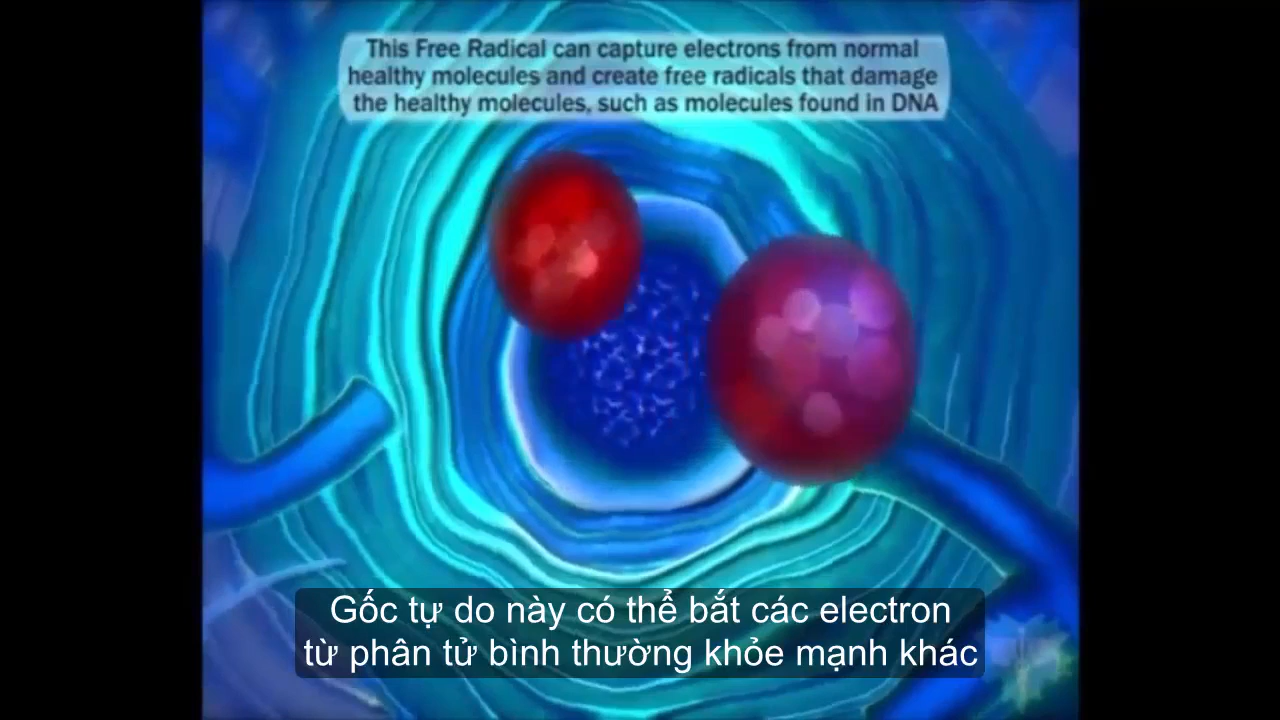 This Free Radical can capture electrons from normal
healthy molecules and create free radicals that damage
the healthy molecules, such as molecules found in DNA
Gốc tự do này có thể bắt các electron
từ phân tử bình thường khỏe mạnh khác